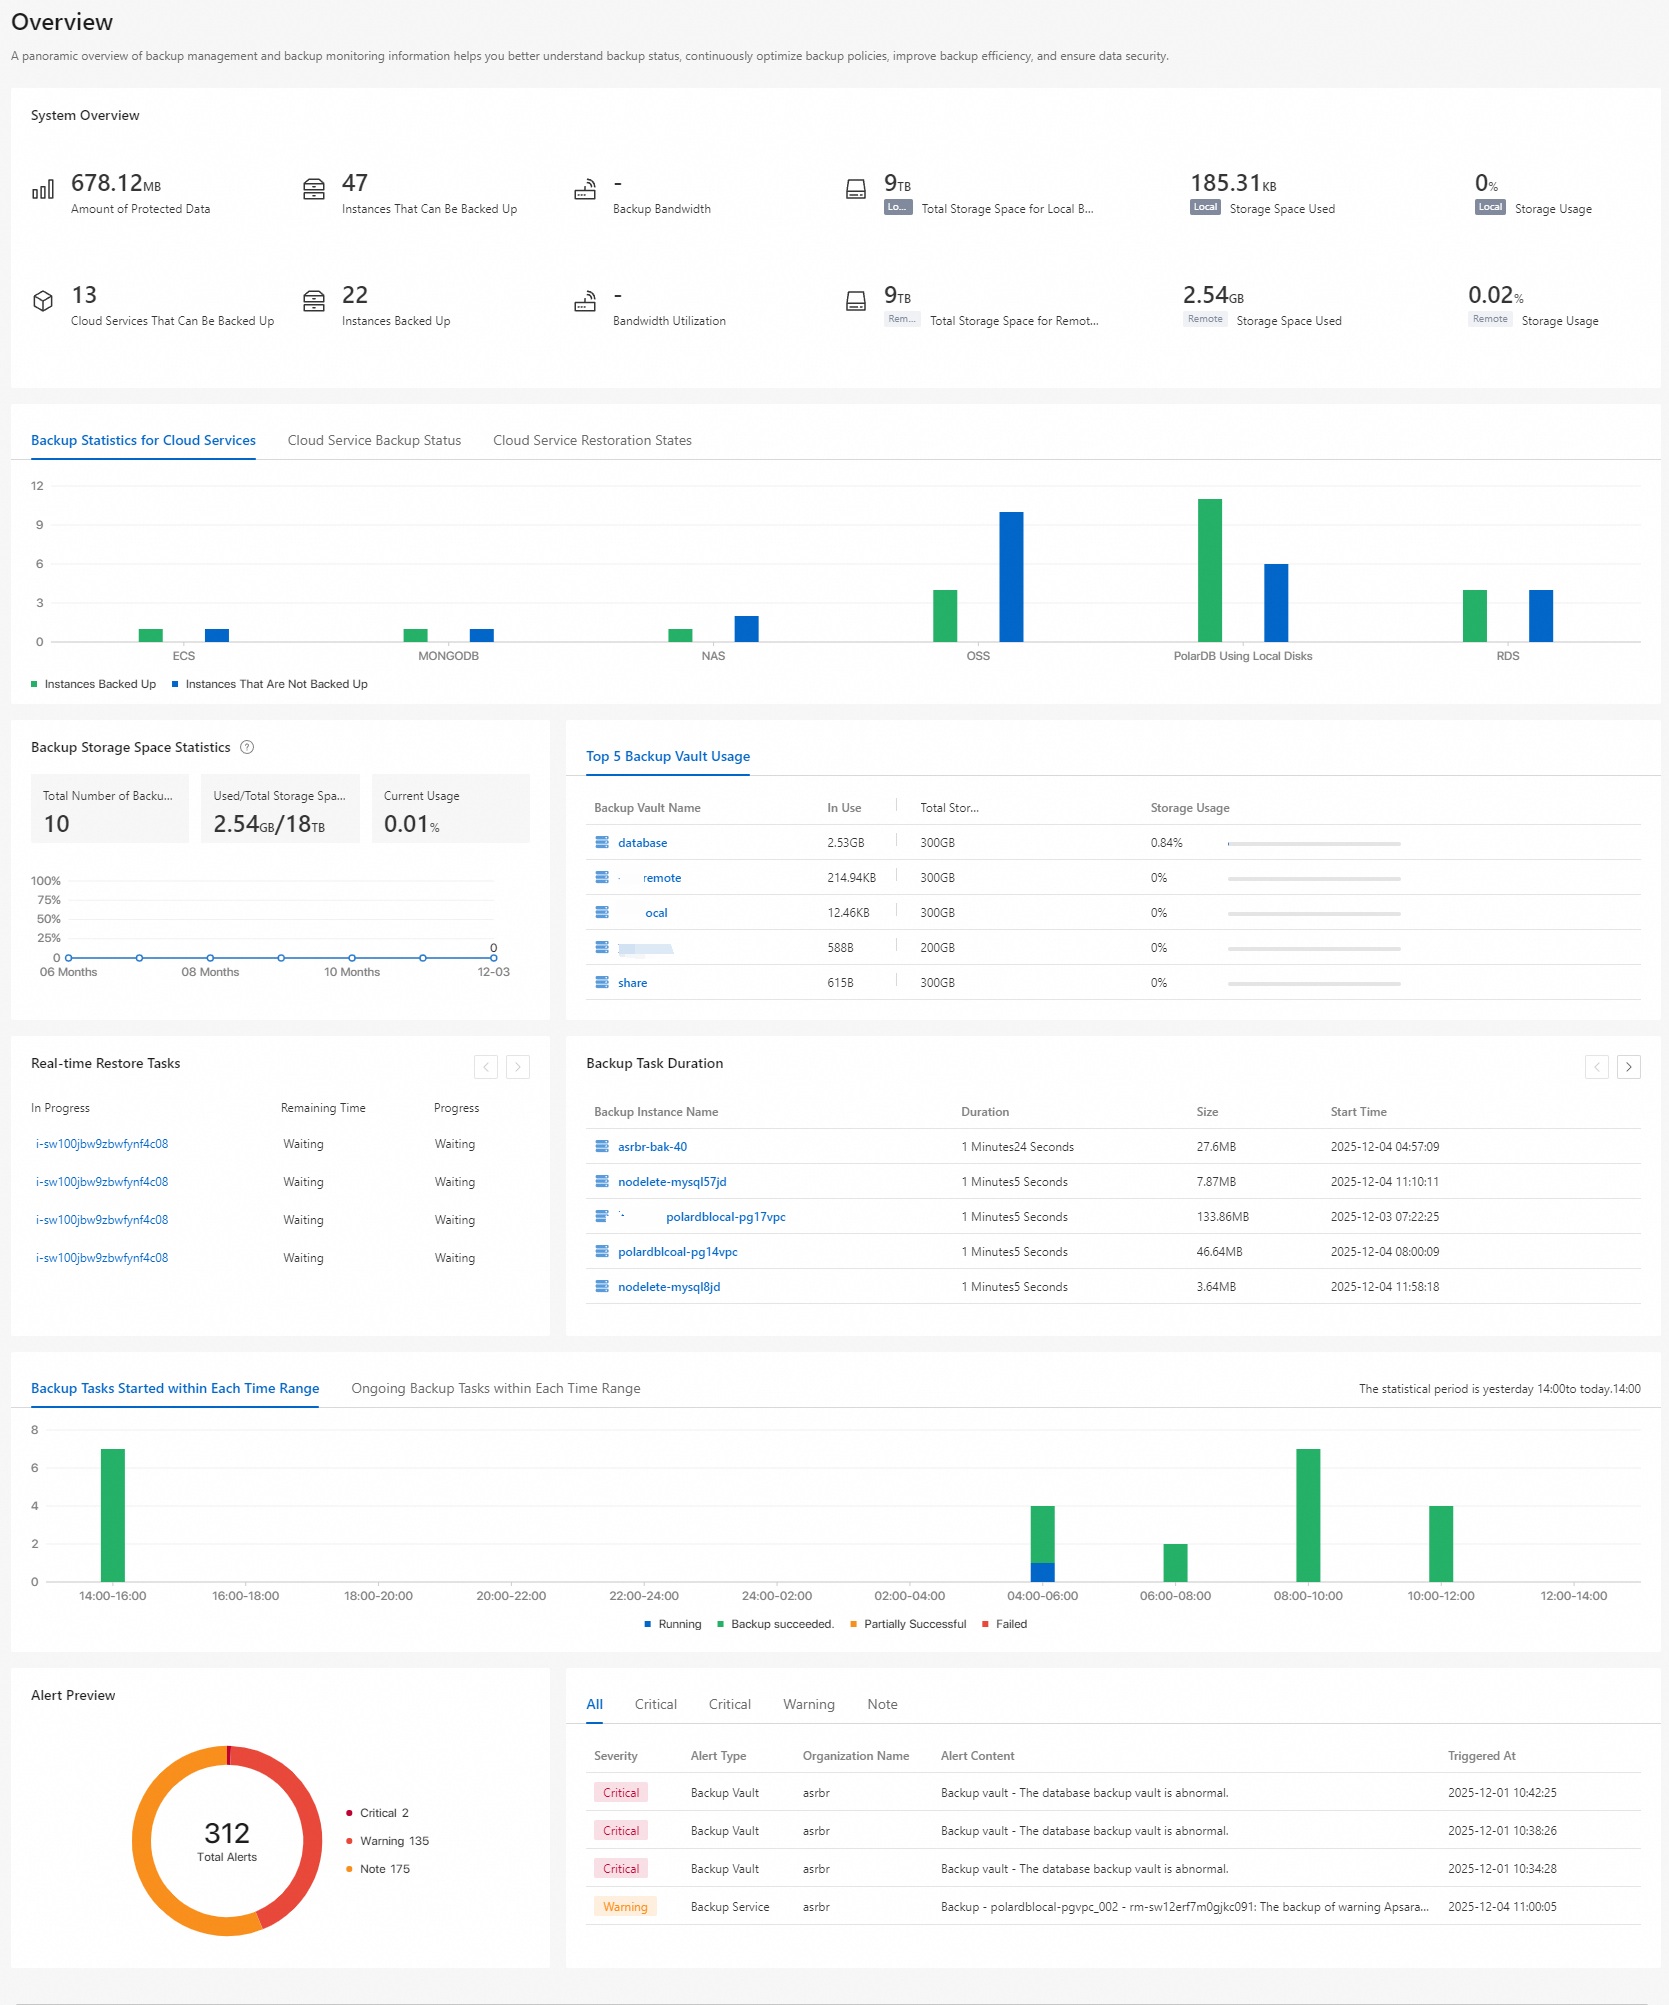 Overview
A panoramic overview of backup management and backup monitoring information helps you better understand backup status, continuously optimize backup policies, improve backup efficiency, and ensure data security.
System Overview
678.12MB
Amount of Protected Data
47
Instances That Can Be Backed Up
-
Backup Bandwidth
9TB
Lo... Total Storage Space for Local B...
185.31KB
Local Storage Space Used
0%
Local Storage Usage
13
Cloud Services That Can Be Backed Up
22
Instances Backed Up
-
Bandwidth Utilization
9TB
Rem... Total Storage Space for Remot...
2.54GB
Remote Storage Space Used
0.02%
Remote Storage Usage
Backup Statistics for Cloud Services Cloud Service Backup Status Cloud Service Restoration States
12
9
6
3
0
ECS MONGODB NAS OSS PolarDB Using Local Disks RDS
Instances Backed Up Instances That Are Not Backed Up
Backup Storage Space Statistics ?
Total Number of Backu...
10
Used/Total Storage Spa...
2.54GB/18TB
Current Usage
0.01%
100%
75%
50%
25%
0
0
06 Months 08 Months 10 Months 12-03
Top 5 Backup Vault Usage
Backup Vault Name In Use Total Stor... Storage Usage
database 2.53GB 300GB 0.84%
remote 214.94KB 300GB 0%
ocal 12.46KB 300GB 0%
588B 200GB 0%
share 615B 300GB 0%
Real-time Restore Tasks
In Progress Remaining Time Progress
i-sw100jbw9zbwfynf4c08 Waiting Waiting
i-sw100jbw9zbwfynf4c08 Waiting Waiting
i-sw100jbw9zbwfynf4c08 Waiting Waiting
i-sw100jbw9zbwfynf4c08 Waiting Waiting
Backup Task Duration
Backup Instance Name Duration Size Start Time
asrbr-bak-40 1 Minutes24 Seconds 27.6MB 2025-12-04 04:57:09
nodelete-mysql57jd 1 Minutes5 Seconds 7.87MB 2025-12-04 11:10:11
polardblocal-pg17vpc 1 Minutes5 Seconds 133.86MB 2025-12-03 07:22:25
polardblcoal-pg14vpc 1 Minutes5 Seconds 46.64MB 2025-12-04 08:00:09
nodelete-mysql8jd 1 Minutes5 Seconds 3.64MB 2025-12-04 11:58:18
Backup Tasks Started within Each Time Range Ongoing Backup Tasks within Each Time Range The statistical period is yesterday 14:00to today.14:00
8
6
4
2
0
14:00-16:00 16:00-18:00 18:00-20:00 20:00-22:00 22:00-24:00 24:00-02:00 02:00-04:00 04:00-06:00 06:00-08:00 08:00-10:00 10:00-12:00 12:00-14:00
Running Backup succeeded. Partially Successful Failed
Alert Preview
312
Total Alerts
Critical 2
Warning 135
Note 175
All Critical Critical Warning Note
Severity Alert Type Organization Name Alert Content Triggered At
Critical Backup Vault asrbr Backup vault - The database backup vault is abnormal. 2025-12-01 10:42:25
Critical Backup Vault asrbr Backup vault - The database backup vault is abnormal. 2025-12-01 10:38:26
Critical Backup Vault asrbr Backup vault - The database backup vault is abnormal. 2025-12-01 10:34:28
Warning Backup Service asrbr Backup - polardblocal-pgvpc_002 - rm-sw12erf7m0gjkc091: The backup of warning Apsara... 2025-12-04 11:00:05